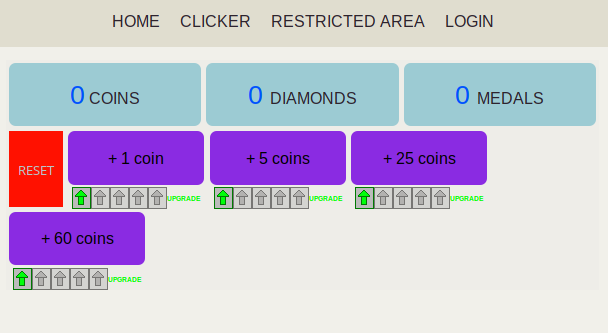 HOME CLICKER RESTRICTED AREA LOGIN
0 COINS 0 DIAMONDS 0 MEDALS
RESET + 1 coin + 5 coins + 25 coins
UPGRADE UPGRADE UPGRADE
+ 60 coins
UPGRADE